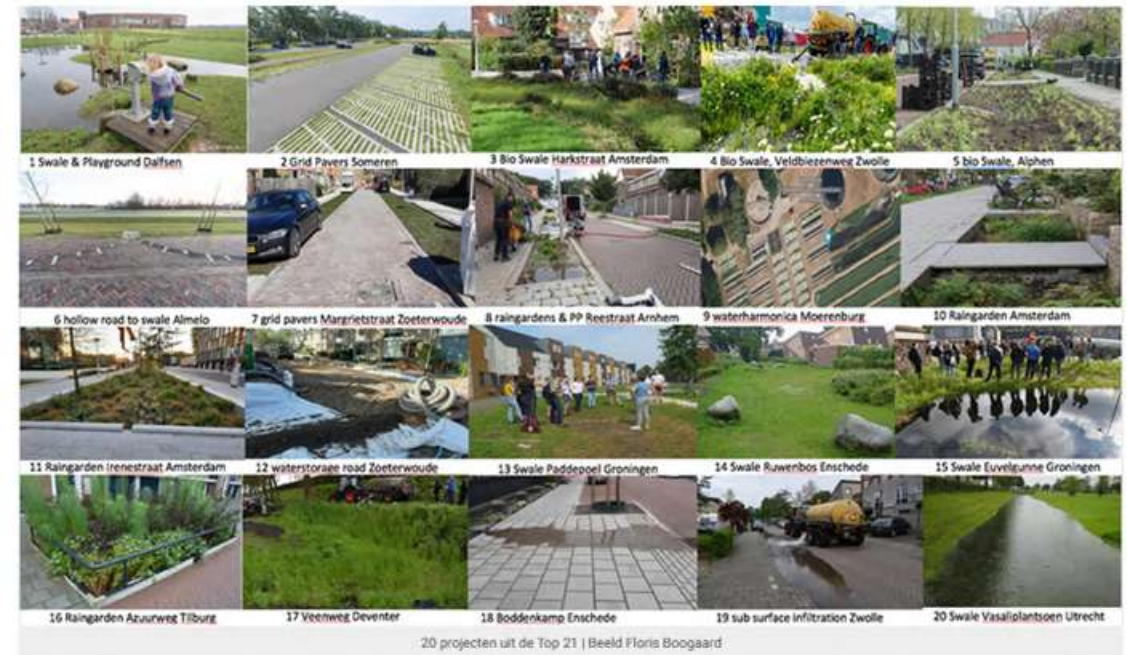 1 Swale & Playground Dalfsen
2 Grid Pavers Someren
3 Bio Swale Harkstraat Amsterdam
4 Bio Swale, Veldbiezenweg Zwolle
5 bio Swale, Alphen
6 hollow road to swale Almelo
7 grid pavers Margrietstraat Zoeterwoude
8 raingardens & PP Reestraat Arnhem
9 waterharmonica Moerenburg
10 Raingarden Amsterdam
11 Raingarden Irenestraat Amsterdam
12 waterstorage road Zoeterwoude
13 Swale Paddepoel Groningen
14 Swale Ruwenbos Enschede
15 Swale Euvelgunne Groningen
16 Raingarden Azuurweg Tilburg
17 Veenweg Deventer
18 Boddenkamp Enschede
19 sub surface infiltration Zwolle
20 Swale Vasaliplantsoen Utrecht
20 projecten uit de Top 21 | Beeld Floris Boogaard